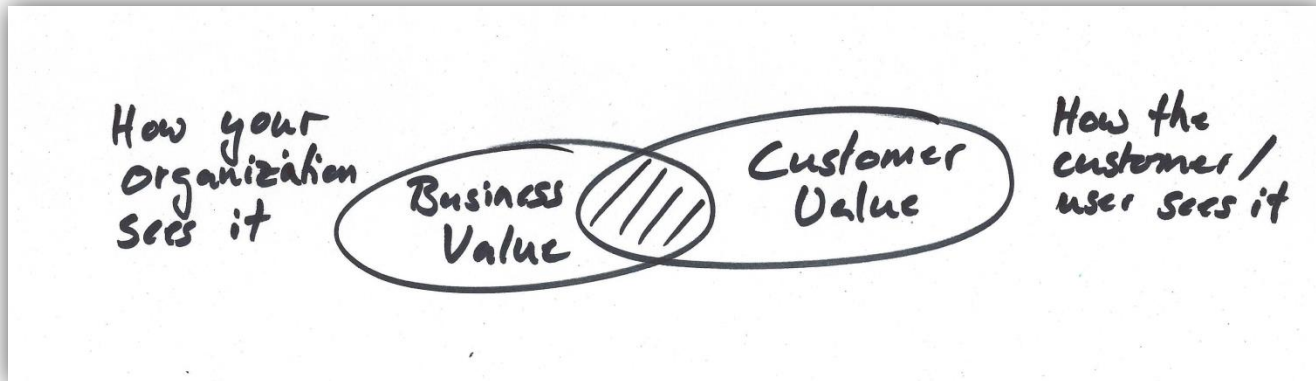 How your
organization
sees it
Business
Value
Customer
Value
How the
customer/
user sees it